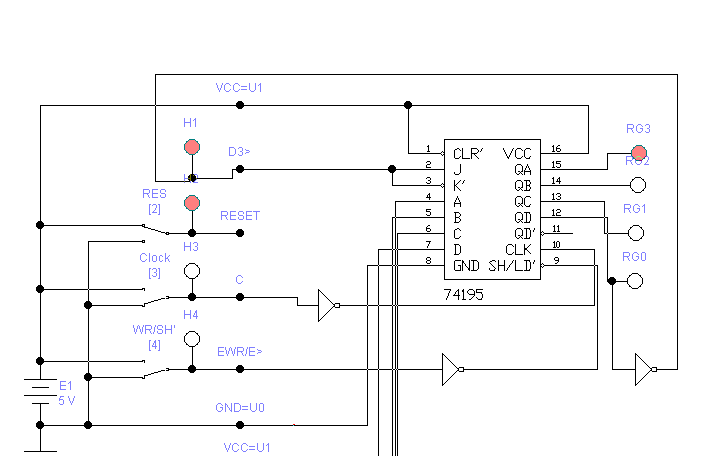 VCC=U1
H1
RG3
D3>
1 CLR' VCC 16
2 J QA 15
RG2
3 K' QB 14
H2
RES
[2]
4 A QC 13
RG1
RESET
5 B QD 12
6 C QD' 11
H3
7 D CLK 10
RG0
Clock
[3]
8 GND SH/LD' 9
C
74195
H4
WR/SH'
[4]
EWR/E>
E1
5 V
GND=U0
VCC=U1